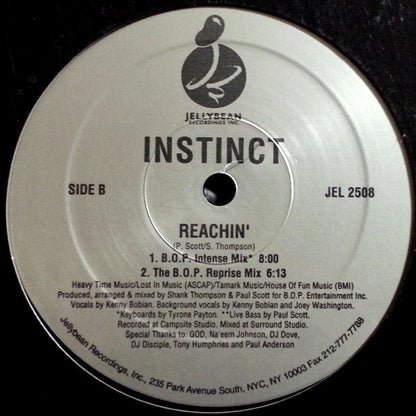 JELLYBEAN
RECORDINGS INC
INSTINCT
SIDE B
JEL 2508
REACHIN'
(P. Scott/S. Thompson)
1. B.O.P. Intense Mix* 8:00
2. The B.O.P. Reprise Mix 6:13
Heavy Time Music/Lost In Music (ASCAP)/Tamark Music/House Of Fun Music (BMI)
Produced, arranged & mixed by Shank Thompson & Paul Scott for B.O.P. Entertainment Inc.
Vocals by Kenny Bobian. Background vocals by Kenny Bobian and Joey Washington.
*Keyboards by Tyrone Payton. **Live Bass by Paul Scott.
Recorded at Campsite Studio. Mixed at Surround Studio.
Special Thanks to: GOD, Na'eem Johnson, DJ Dove,
DJ Disciple, Tony Humphries and Paul Anderson
Jellybean Recordings, Inc., 235 Park Avenue South, NYC, NY 10003 Fax 212-777-7788